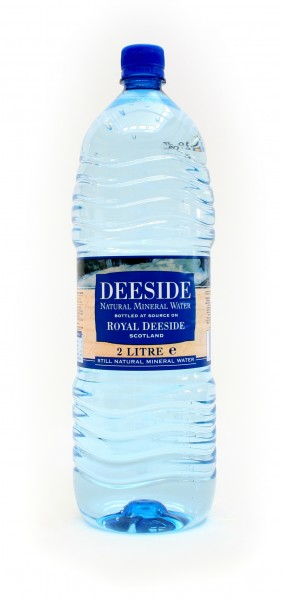 DEESIDE
NATURAL MINERAL WATER
BOTTLED AT SOURCE ON
ROYAL DEESIDE
SCOTLAND
2 LITRE ℮
STILL NATURAL MINERAL WATER